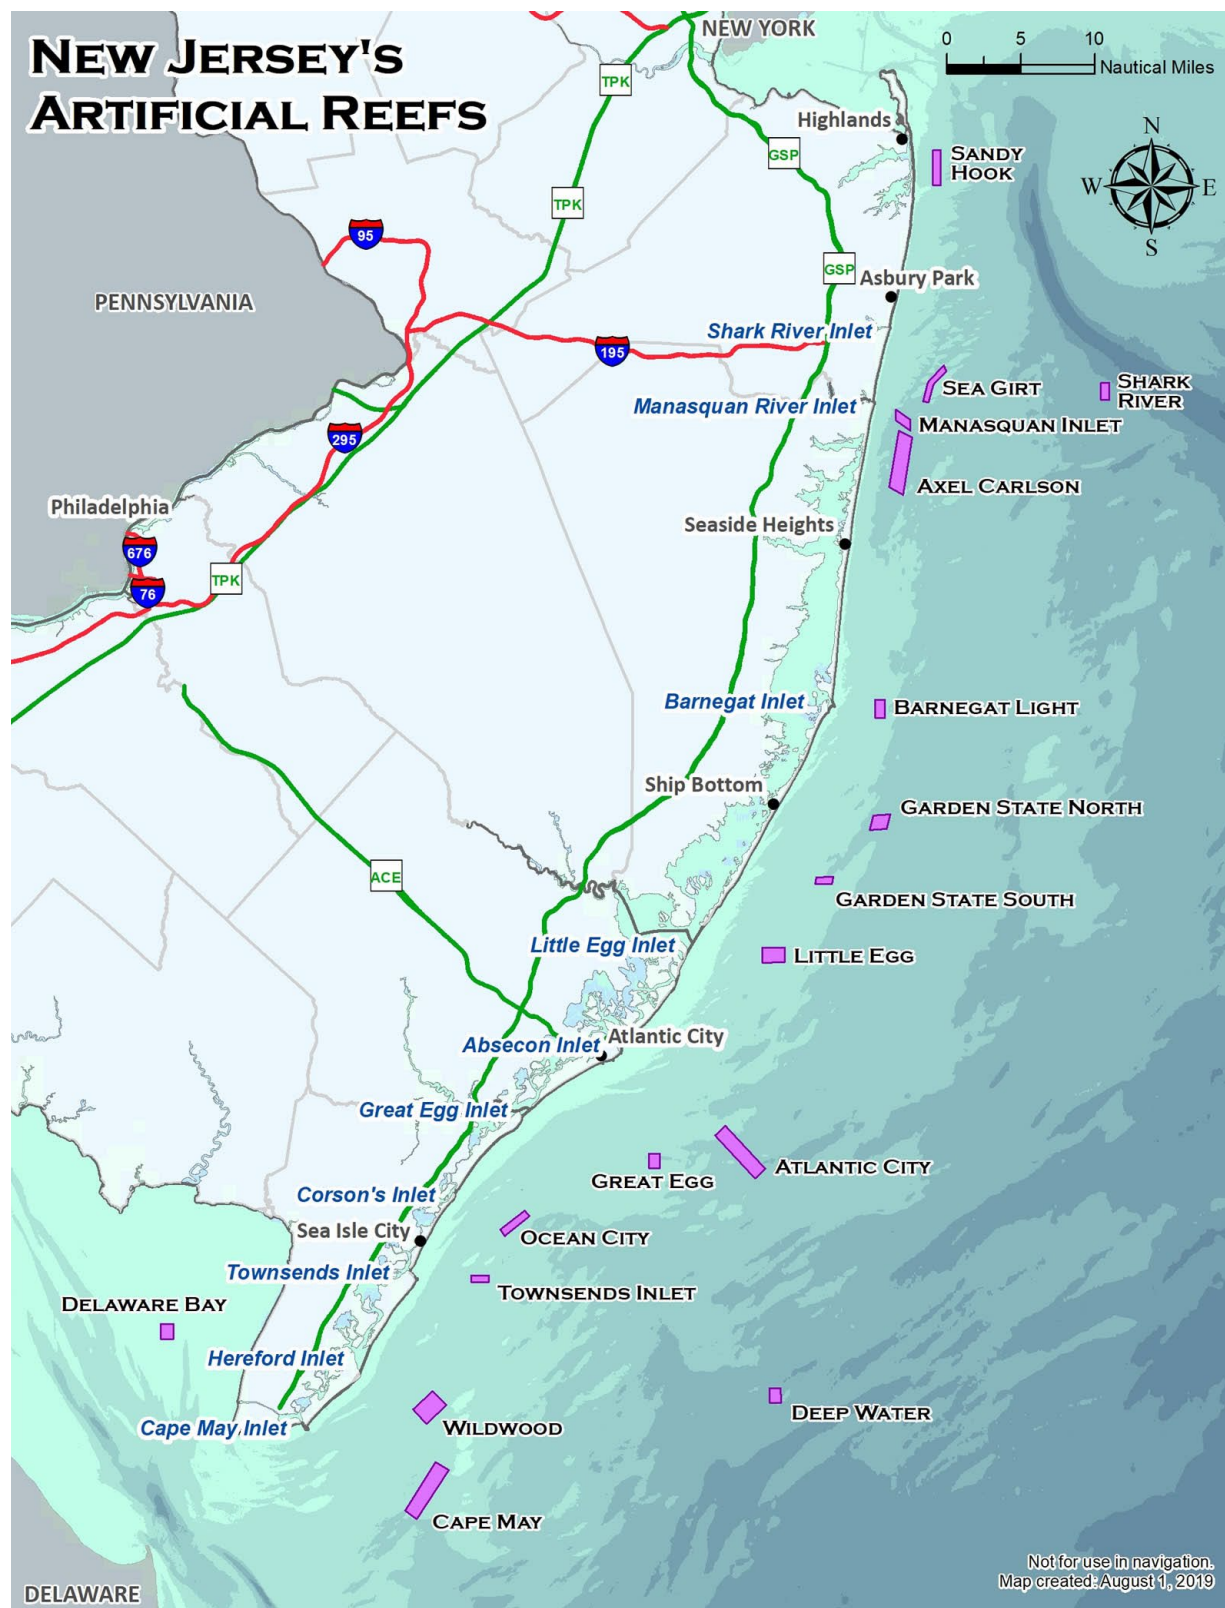 NEW JERSEY'S
ARTIFICIAL REEFS
NEW YORK
0 5 10
Nautical Miles
N
W E
S
TPK
Highlands
GSP
SANDY
HOOK
TPK
95
GSP
Asbury Park
PENNSYLVANIA
Shark River Inlet
195
SEA GIRT
SHARK
RIVER
Manasquan River Inlet
MANASQUAN INLET
295
AXEL CARLSON
Philadelphia
Seaside Heights
676
TPK
76
Barnegat Inlet
BARNEGAT LIGHT
Ship Bottom
GARDEN STATE NORTH
ACE
GARDEN STATE SOUTH
Little Egg Inlet
LITTLE EGG
Absecon Inlet
Atlantic City
Great Egg Inlet
ATLANTIC CITY
GREAT EGG
Corson's Inlet
Sea Isle City
OCEAN CITY
Townsends Inlet
TOWNSENDS INLET
DELAWARE BAY
Hereford Inlet
DEEP WATER
Cape May Inlet
WILDWOOD
CAPE MAY
Not for use in navigation.
Map created: August 1, 2019
DELAWARE